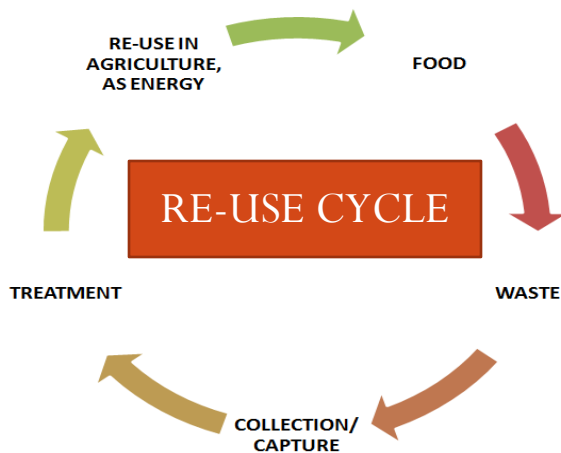 RE-USE IN
AGRICULTURE,
AS ENERGY
FOOD
RE-USE CYCLE
TREATMENT
WASTE
COLLECTION/
CAPTURE